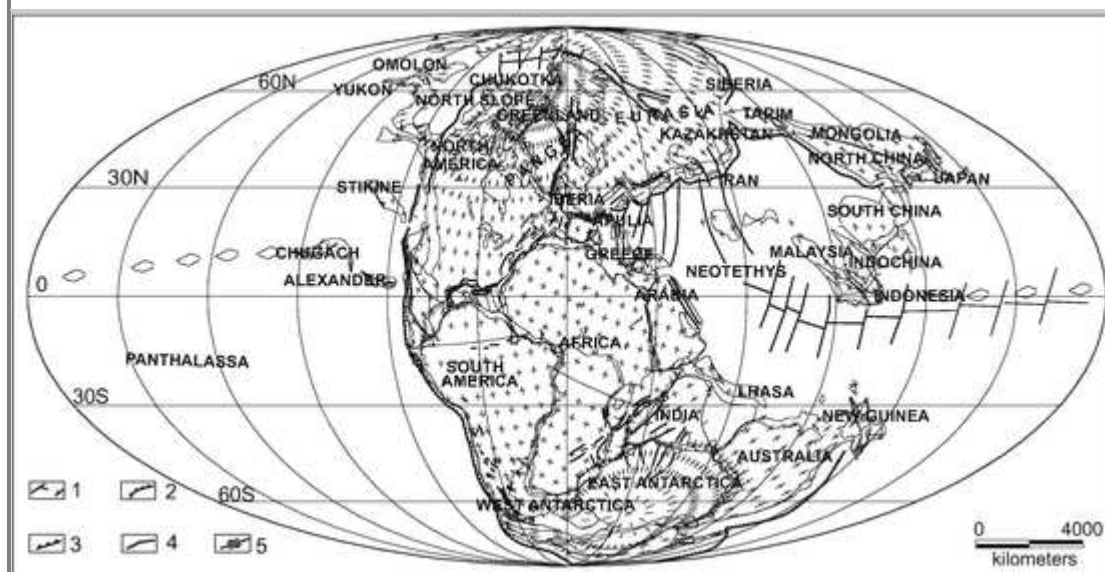 OMOLON
60N
CHUKOTKA
SIBERIA
YUKON
NORTH SLOPE
GREENLAND
EURASIA
TARIM
KAZAKHSTAN
MONGOLIA
NORTH
AMERICA
PANGEA
NORTH CHINA
30N
STIKINE
IBERIA
IRAN
JAPAN
APULIA
SOUTH CHINA
CHUGACH
GREECE
MALAYSIA
INDOCHINA
ALEXANDER
NEOTETHYS
0
ARABIA
INDONESIA
PANTHALASSA
AFRICA
SOUTH
AMERICA
LHASA
30S
INDIA
NEW GUINEA
AUSTRALIA
EAST ANTARCTICA
60S
WEST ANTARCTICA
1
2
3
4
5
0 4000
kilometers